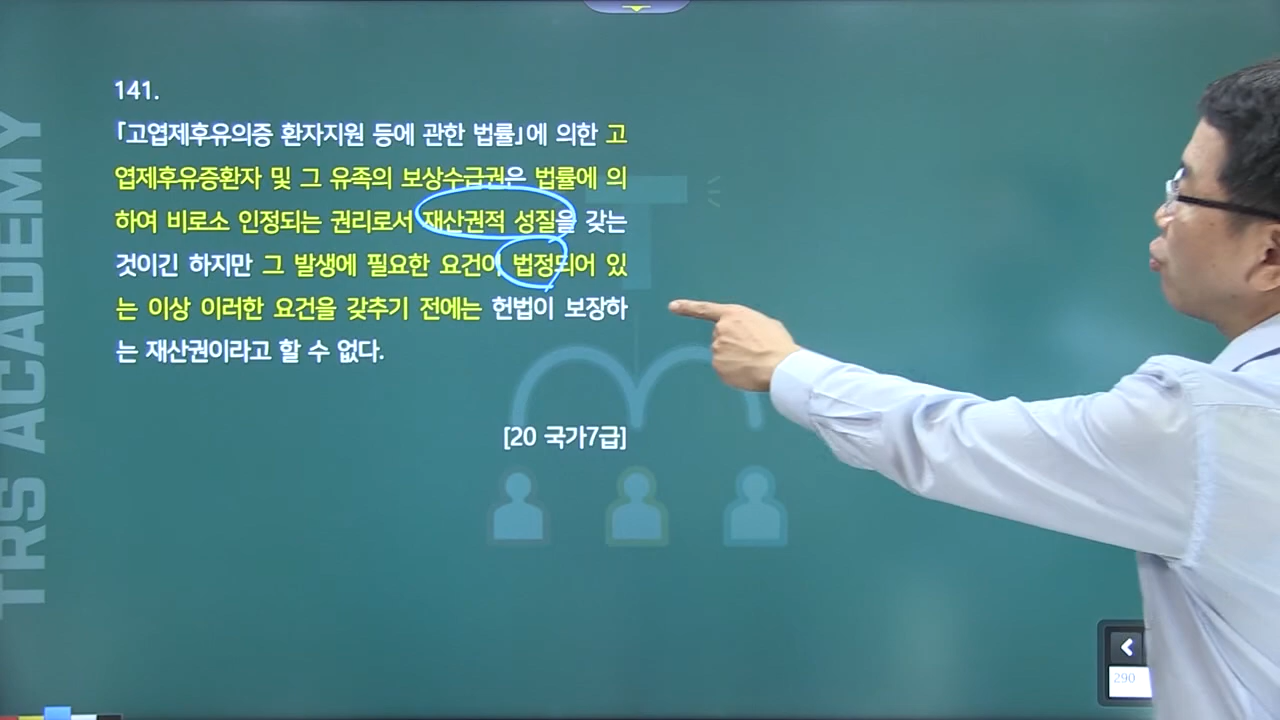 141.
「고엽제후유의증 환자지원 등에 관한 법률」에 의한 고
엽제후유증환자 및 그 유족의 보상수급권은 법률에 의
하여 비로소 인정되는 권리로서 재산권적 성질을 갖는
것이긴 하지만 그 발생에 필요한 요건이 법정되어 있
는 이상 이러한 요건을 갖추기 전에는 헌법이 보장하
는 재산권이라고 할 수 없다.
[20 국가7급]
TRS ACADEMY
290